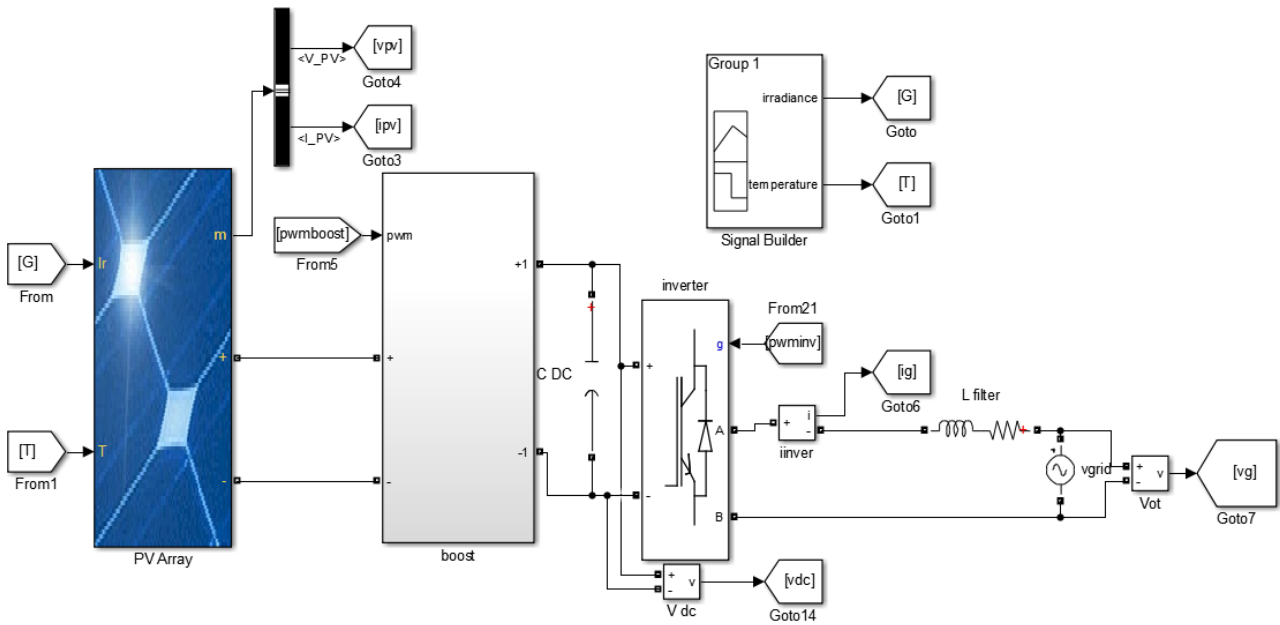 [vpv]
<V_PV>
Goto4
[ipv]
<I_PV>
Goto3
Group 1
irradiance
temperature
Signal Builder
[G]
Goto
[T]
Goto1
[G]
From
[T]
From1
Ir
T
m
+
-
PV Array
[pwmboost]
From5
pwm
+
-
+1
-1
boost
+
C DC
inverter
g
+
-
A
B
From21
[pwminv]
+
i
-
iinver
[ig]
Goto6
L filter
+
vgrid
+
-
v
Vot
[vg]
Goto7
+
-
v
V dc
[vdc]
Goto14